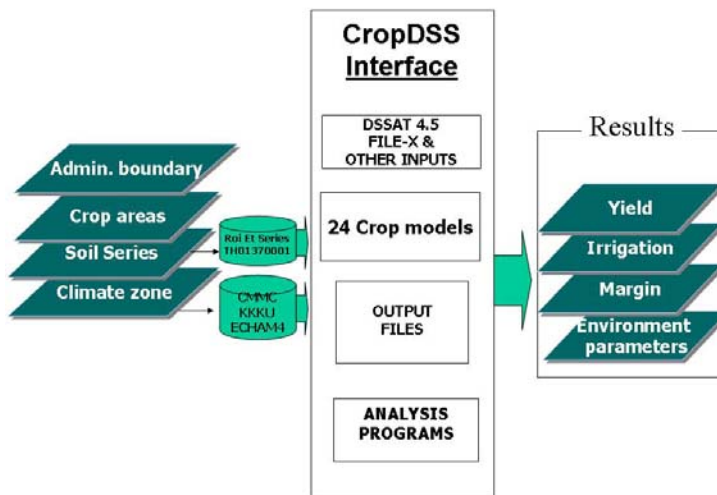 CropDSS
Interface
DSSAT 4.5
FILE-X &
OTHER INPUTS
24 Crop models
OUTPUT
FILES
ANALYSIS
PROGRAMS
Admin. boundary
Crop areas
Soil Series
Climate zone
Roi Et Series
TH01370001
CMMC
KKKU
ECHAM4
Results
Yield
Irrigation
Margin
Environment
parameters